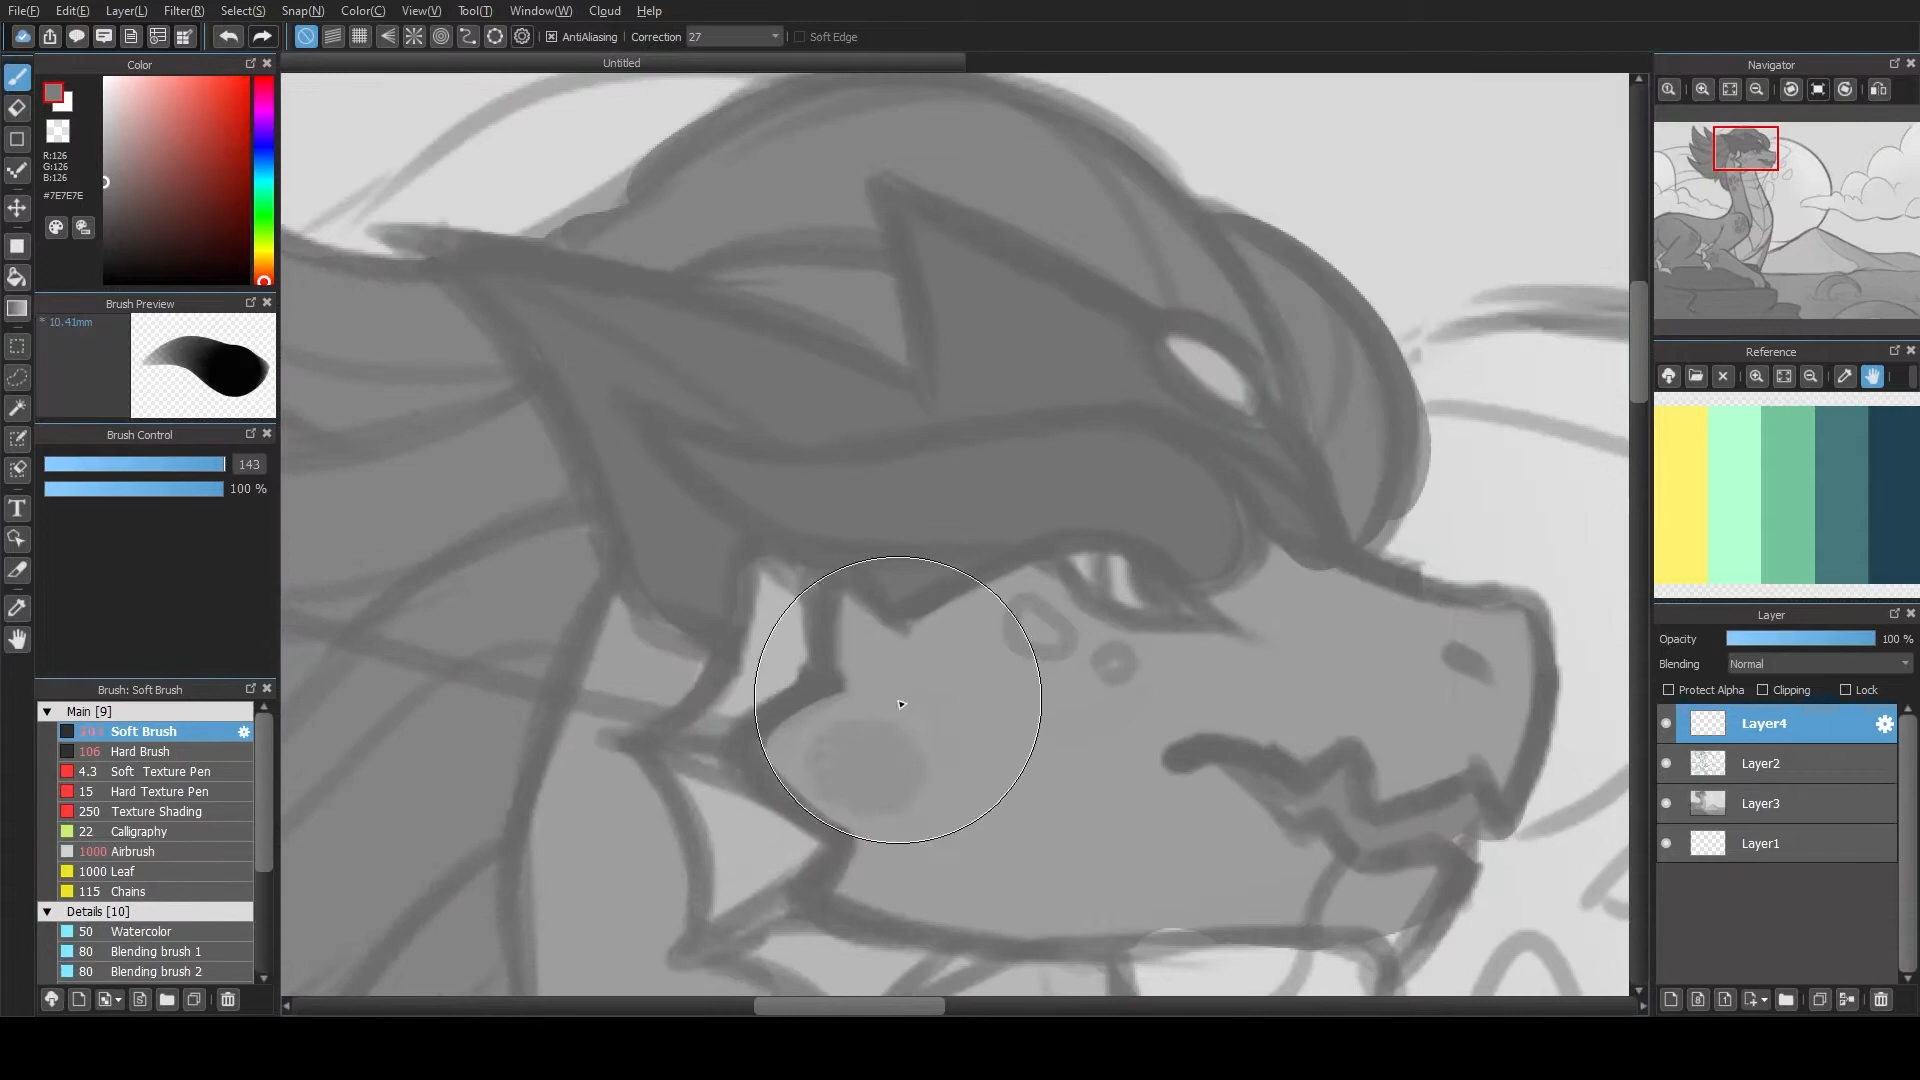 File(F) Edit(E) Layer(L) Filter(R) Select(S) Snap(N) Color(C) View(V) Tool(T) Window(W) Cloud Help
AntiAliasing Correction 27 Soft Edge
Color
Untitled
Navigator
R:126
G:126
B:126
#7E7E7E
Brush Preview
* 10.41mm
Brush Control
143
100 %
Reference
Layer
Opacity 100 %
Blending Normal
Protect Alpha Clipping Lock
Layer4
Layer2
Layer3
Layer1
Brush: Soft Brush
Main [9]
Soft Brush
106 Hard Brush
4.3 Soft Texture Pen
15 Hard Texture Pen
250 Texture Shading
22 Calligraphy
1000 Airbrush
1000 Leaf
115 Chains
Details [10]
50 Watercolor
80 Blending brush 1
80 Blending brush 2